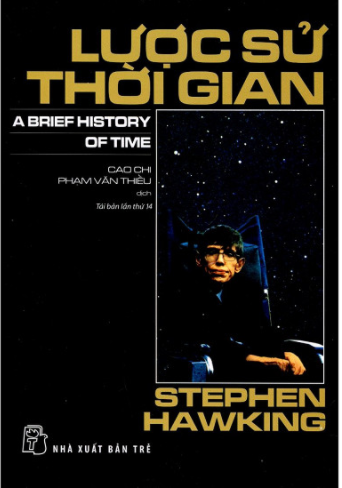 LƯỢC SỬ
THỜI GIAN
A BRIEF HISTORY
OF TIME
CAO CHI
PHẠM VĂN THIỀU
dịch
Tái bản lần thứ 14
STEPHEN
HAWKING
NHÀ XUẤT BẢN TRẺ